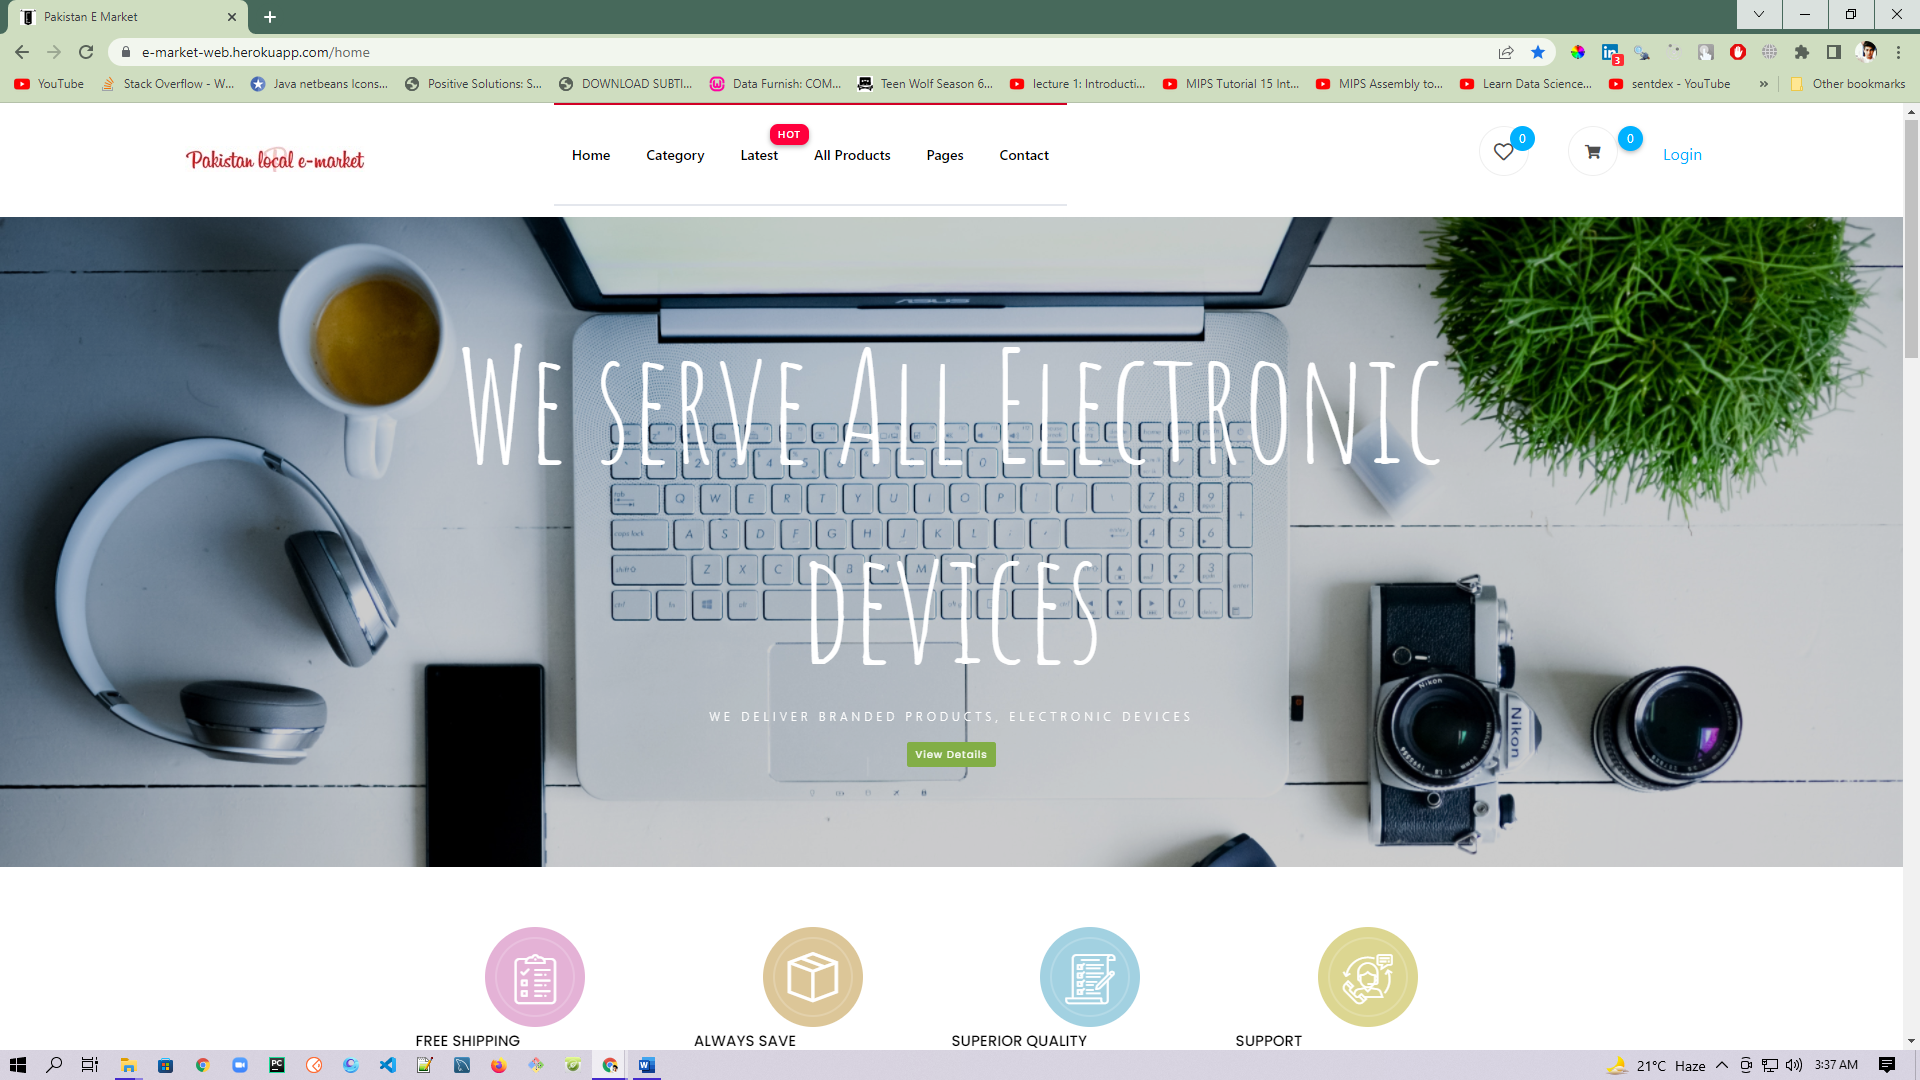 Pakistan E Market
e-market-web.herokuapp.com/home
3
YouTube
Stack Overflow - W...
Java netbeans Icons...
Positive Solutions: S...
DOWNLOAD SUBTI...
Data Furnish: COM...
Teen Wolf Season 6...
lecture 1: Introducti...
MIPS Tutorial 15 Int...
MIPS Assembly to...
Learn Data Science...
sentdex - YouTube
»
Other bookmarks
Pakistan local e-market
Home
Category
Latest
HOT
All Products
Pages
Contact
0
0
Login
ASUS
We serve All Electronic
devices
WE DELIVER BRANDED PRODUCTS, ELECTRONIC DEVICES
View Details
Q W E R T Y U I O P
A S D F G H J K L
Z X C B N M
Nikon
Nikon
FREE SHIPPING
ALWAYS SAVE
SUPERIOR QUALITY
SUPPORT
21°C Haze
3:37 AM